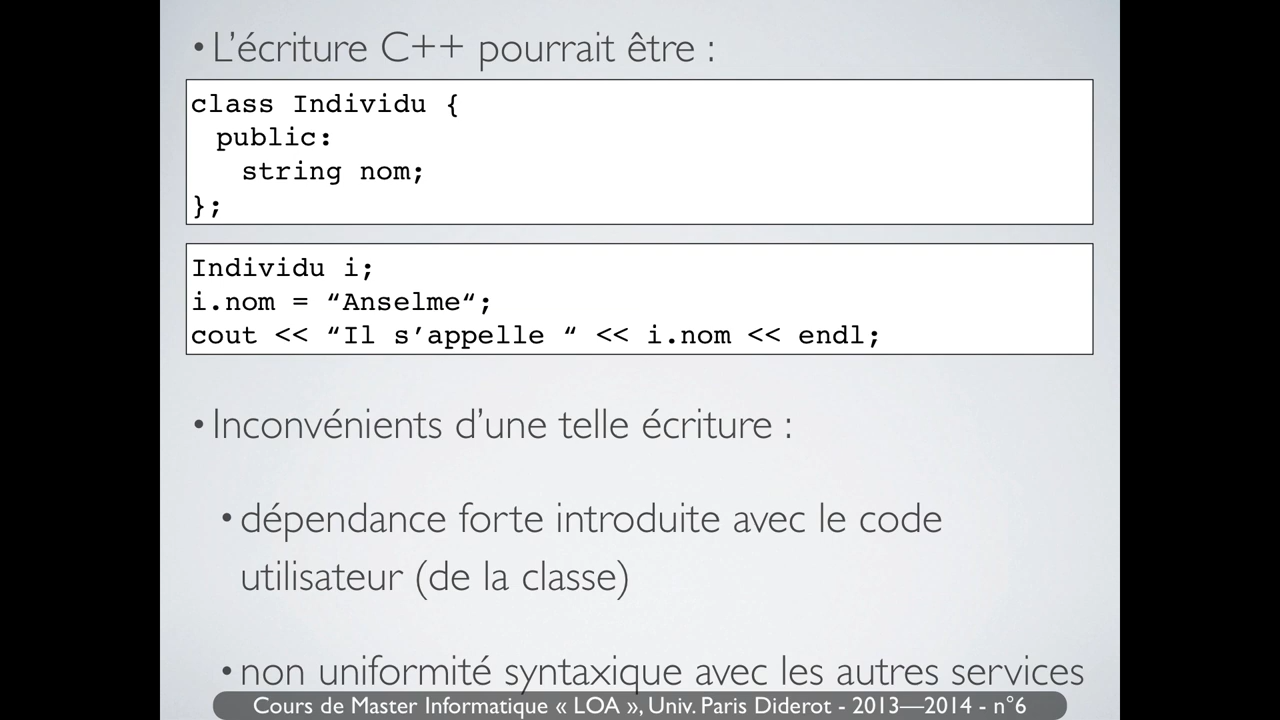 • L’écriture C++ pourrait être :
class Individu {
public:
string nom;
};
Individu i;
i.nom = “Anselme“;
cout << “Il s’appelle “ << i.nom << endl;
• Inconvénients d’une telle écriture :
• dépendance forte introduite avec le code
utilisateur (de la classe)
• non uniformité syntaxique avec les autres services
Cours de Master Informatique « LOA », Univ. Paris Diderot - 2013—2014 - n°6